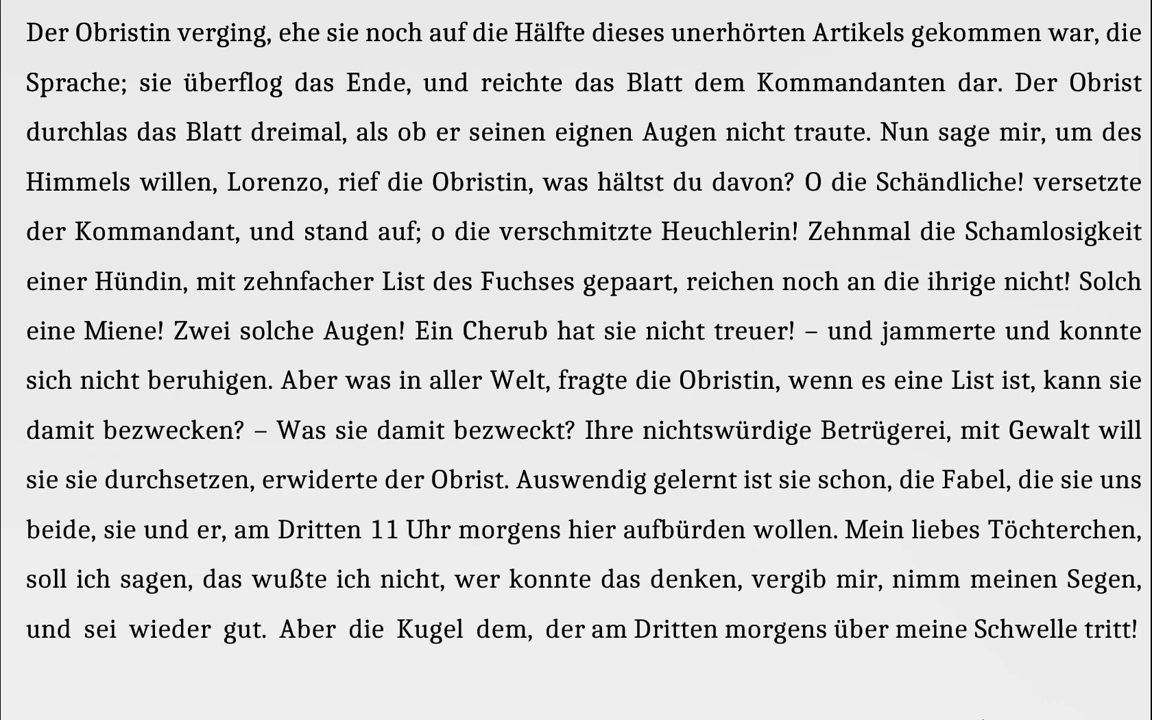 Der Obristin verging, ehe sie noch auf die Hälfte dieses unerhörten Artikels gekommen war, die
Sprache; sie überflog das Ende, und reichte das Blatt dem Kommandanten dar. Der Obrist
durchlas das Blatt dreimal, als ob er seinen eignen Augen nicht traute. Nun sage mir, um des
Himmels willen, Lorenzo, rief die Obristin, was hältst du davon? O die Schändliche! versetzte
der Kommandant, und stand auf; o die verschmitzte Heuchlerin! Zehnmal die Schamlosigkeit
einer Hündin, mit zehnfacher List des Fuchses gepaart, reichen noch an die ihrige nicht! Solch
eine Miene! Zwei solche Augen! Ein Cherub hat sie nicht treuer! – und jammerte und konnte
sich nicht beruhigen. Aber was in aller Welt, fragte die Obristin, wenn es eine List ist, kann sie
damit bezwecken? – Was sie damit bezweckt? Ihre nichtswürdige Betrügerei, mit Gewalt will
sie sie durchsetzen, erwiderte der Obrist. Auswendig gelernt ist sie schon, die Fabel, die sie uns
beide, sie und er, am Dritten 11 Uhr morgens hier aufbürden wollen. Mein liebes Töchterchen,
soll ich sagen, das wußte ich nicht, wer konnte das denken, vergib mir, nimm meinen Segen,
und sei wieder gut. Aber die Kugel dem, der am Dritten morgens über meine Schwelle tritt!